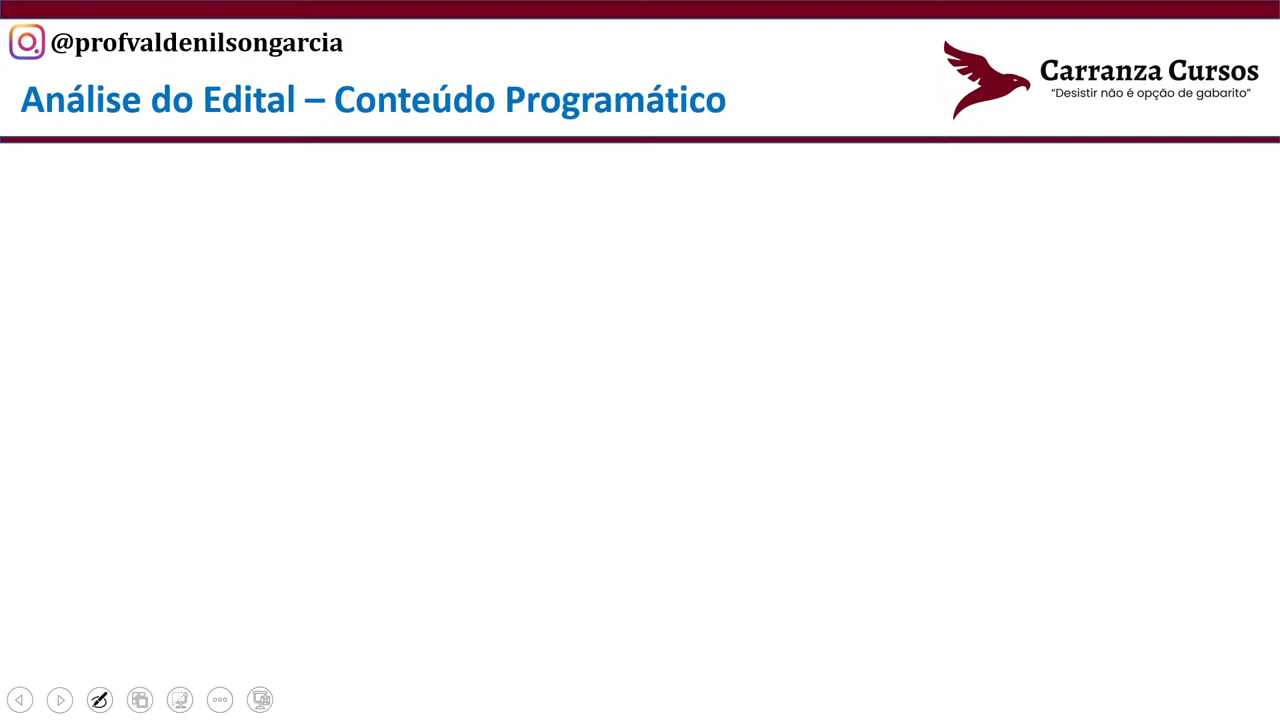 @profvaldenilsongarcia
Análise do Edital – Conteúdo Programático
Carranza Cursos
“Desistir não é opção de gabarito”